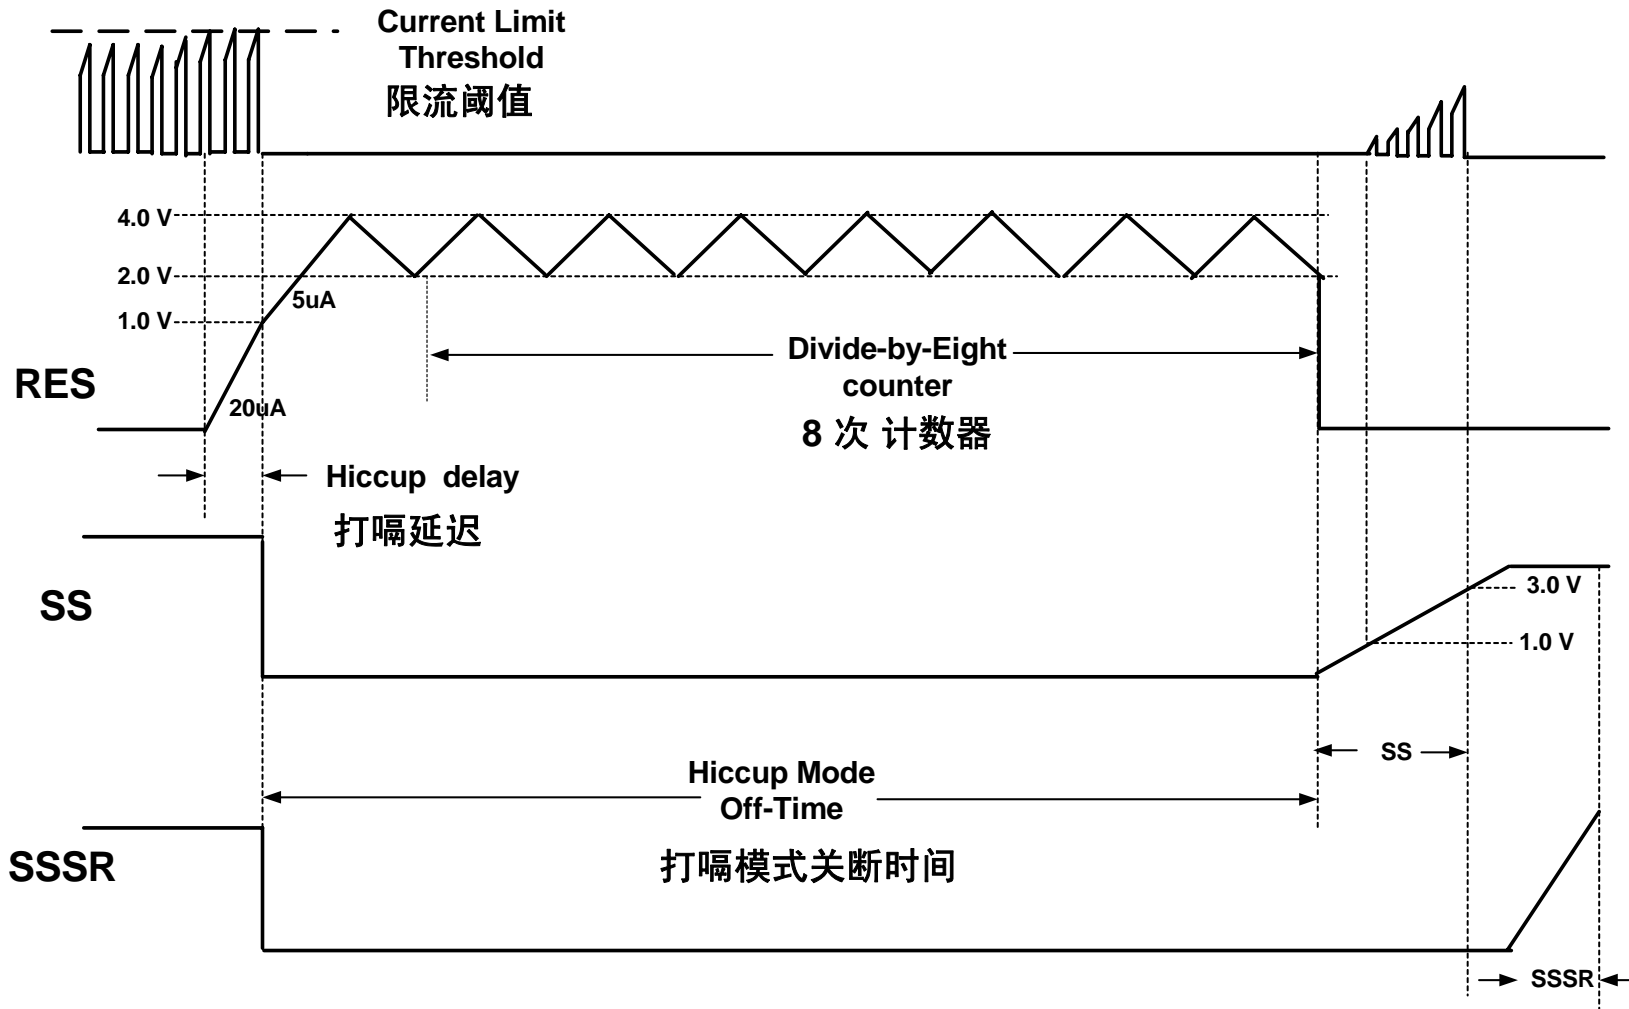 Current Limit
Threshold
限流阈值
4.0 V
2.0 V
5uA
1.0 V
Divide-by-Eight
counter
RES
20uA
8 次 计数器
Hiccup delay
打嗝延迟
SS
3.0 V
1.0 V
SS
Hiccup Mode
Off-Time
SSSR
打嗝模式关断时间
SSSR